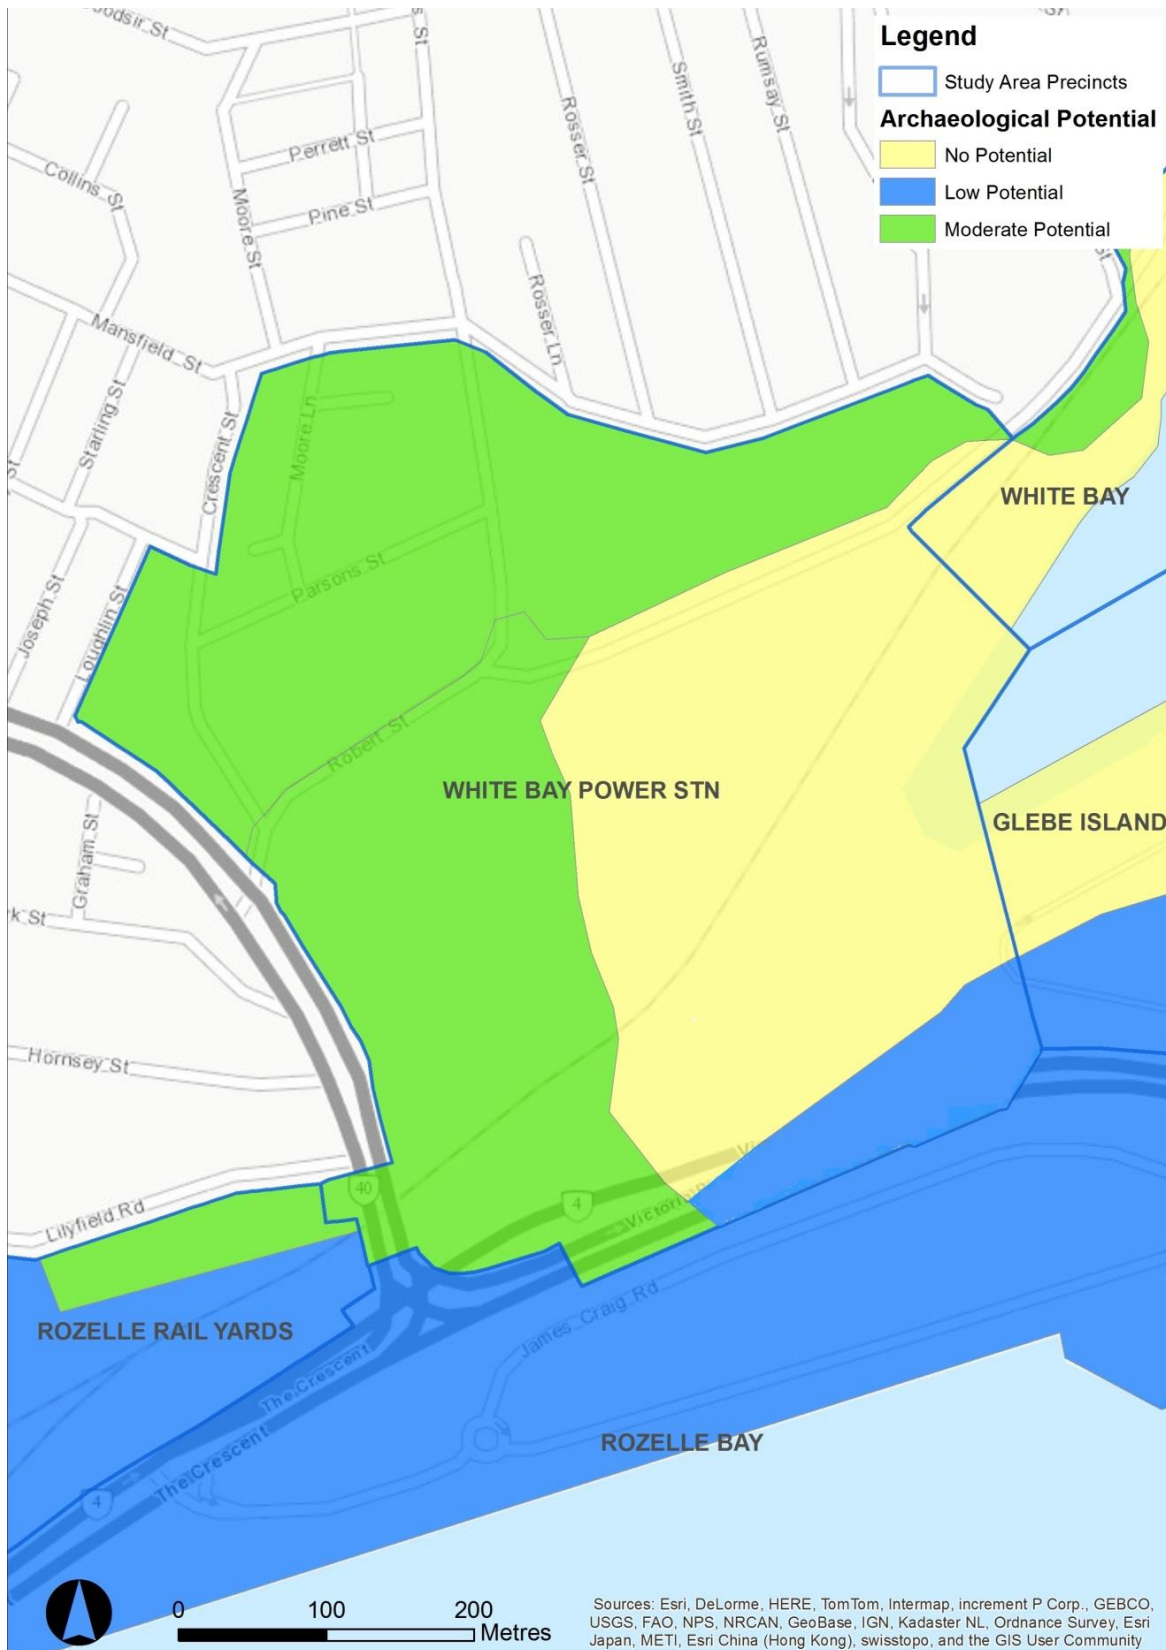 Legend
Study Area Precincts
Archaeological Potential
No Potential
Low Potential
Moderate Potential
Rosser St
Smith St
Rumsay St
Perrett St
Collins St
Pine St
Moore St
Rosser Ln
Mansfield St
Starling St
Crescent St
Moore Ln
WHITE BAY
Parsons St
Joseph St
Loughlin St
Robert St
WHITE BAY POWER STN
GLEBE ISLAND
Graham St
Hornsey St
40
4
Lilyfield Rd
ROZELLE RAIL YARDS
James Craig Rd
The Crescent
The Crescent
ROZELLE BAY
4
0 100 200
Metres
Sources: Esri, DeLorme, HERE, TomTom, Intermap, increment P Corp., GEBCO,
USGS, FAO, NPS, NRCAN, GeoBase, IGN, Kadaster NL, Ordnance Survey, Esri
Japan, METI, Esri China (Hong Kong), swisstopo, and the GIS User Community